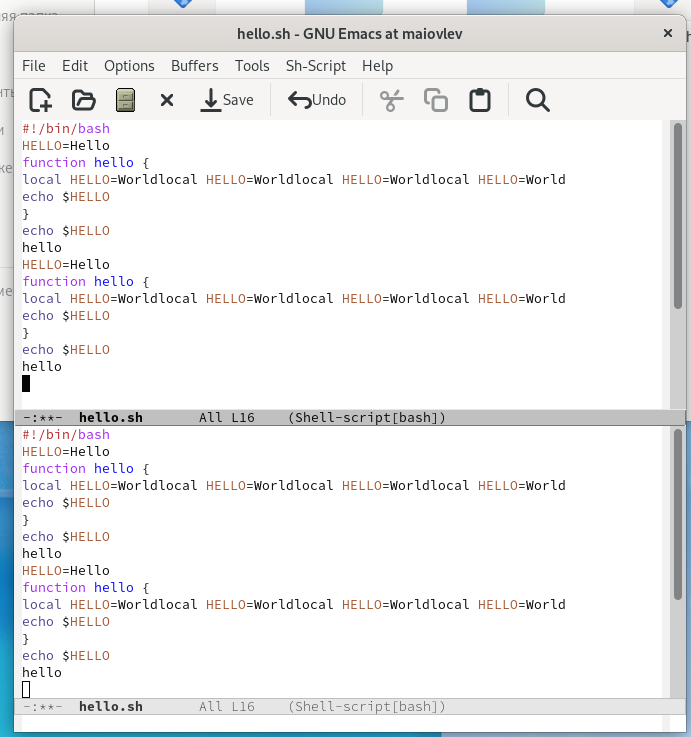 hello.sh - GNU Emacs at maiovlev
File Edit Options Buffers Tools Sh-Script Help
Save Undo
#!/bin/bash
HELLO=Hello
function hello {
local HELLO=Worldlocal HELLO=Worldlocal HELLO=Worldlocal HELLO=World
echo $HELLO
}
echo $HELLO
hello
HELLO=Hello
function hello {
local HELLO=Worldlocal HELLO=Worldlocal HELLO=Worldlocal HELLO=World
echo $HELLO
}
echo $HELLO
hello
-:**- hello.sh All L16 (Shell-script[bash])
#!/bin/bash
HELLO=Hello
function hello {
local HELLO=Worldlocal HELLO=Worldlocal HELLO=Worldlocal HELLO=World
echo $HELLO
}
echo $HELLO
hello
HELLO=Hello
function hello {
local HELLO=Worldlocal HELLO=Worldlocal HELLO=Worldlocal HELLO=World
echo $HELLO
}
echo $HELLO
hello
-:**- hello.sh All L16 (Shell-script[bash])